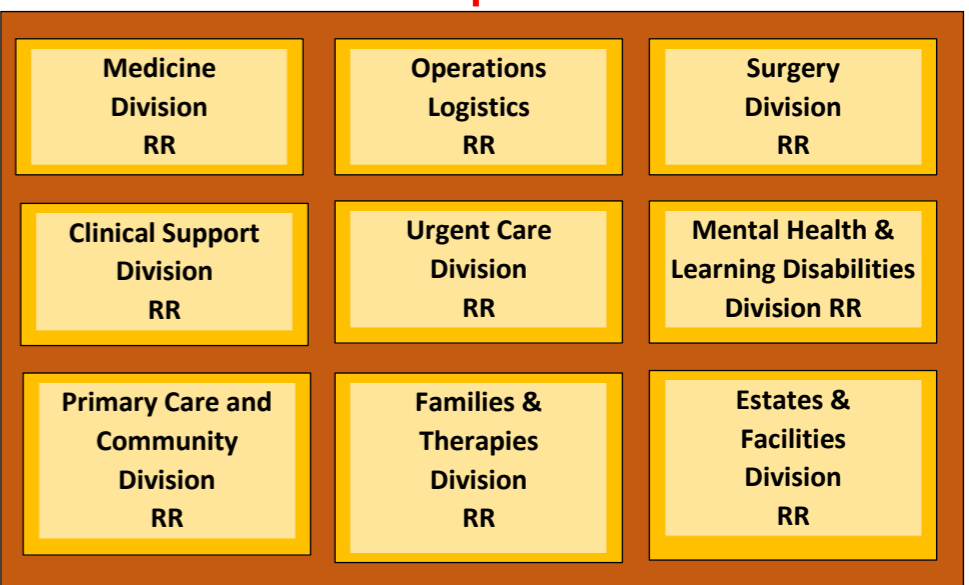 Medicine
Division
RR
Operations
Logistics
RR
Surgery
Division
RR
Clinical Support
Division
RR
Urgent Care
Division
RR
Mental Health &
Learning Disabilities
Division RR
Primary Care and
Community
Division
RR
Families &
Therapies
Division
RR
Estates &
Facilities
Division
RR